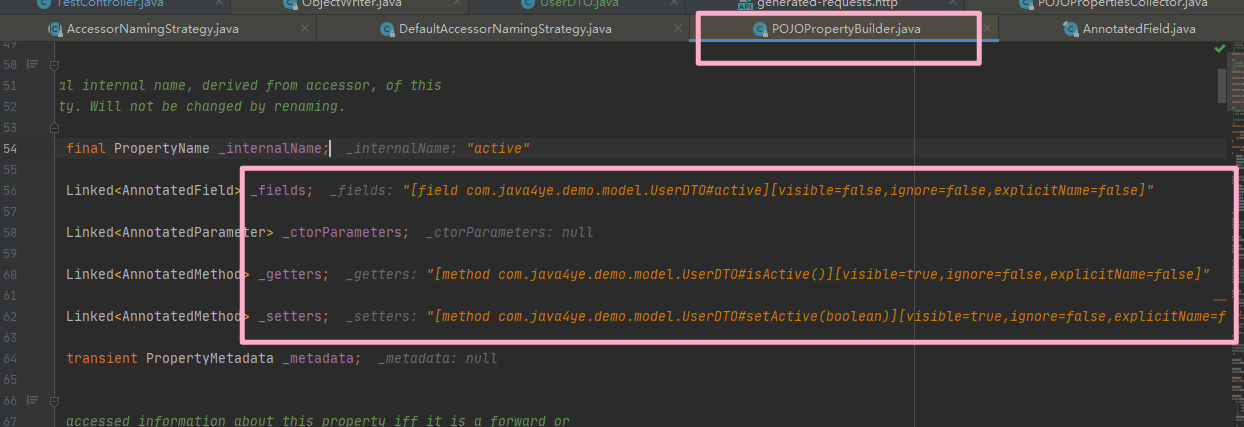 TestController.java ObjectWriter.java UserDTO.java generated-requests.http POJOPropertiesCollector.java
AccessorNamingStrategy.java DefaultAccessorNamingStrategy.java POJOPropertyBuilder.java AnnotatedField.java
49
50
51 al internal name, derived from accessor, of this
52 ty. Will not be changed by renaming.
53
54 final PropertyName _internalName; _internalName: "active"
55
56 Linked<AnnotatedField> _fields; _fields: "[field com.java4ye.demo.model.UserDTO#active][visible=false,ignore=false,explicitName=false]"
57
58 Linked<AnnotatedParameter> _ctorParameters; _ctorParameters: null
59
60 Linked<AnnotatedMethod> _getters; _getters: "[method com.java4ye.demo.model.UserDTO#isActive()][visible=true,ignore=false,explicitName=false]"
61
62 Linked<AnnotatedMethod> _setters; _setters: "[method com.java4ye.demo.model.UserDTO#setActive(boolean)][visible=true,ignore=false,explicitName=f
63
64 transient PropertyMetadata _metadata; _metadata: null
65
66
67 accessed information about this property iff it is a forward or